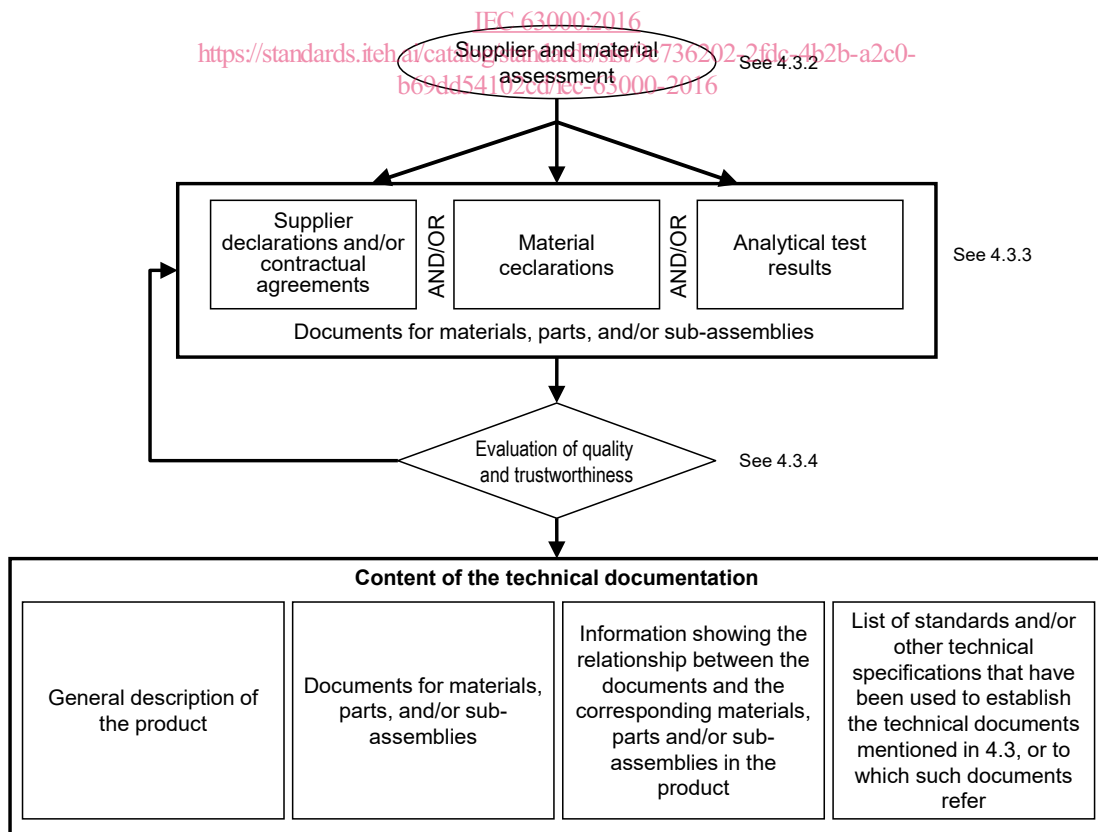 IEC 63000:2016
https://standards.iteh.ai/catalog/standards/sist/9e736202-2fdc-4b2b-a2c0-
b69dd54102cd/iec-63000-2016
Supplier and material
assessment
See 4.3.2
Supplier
declarations and/or
contractual
agreements
AND/OR
Material
ceclarations
AND/OR
Analytical test
results
See 4.3.3
Documents for materials, parts, and/or sub-assemblies
Evaluation of quality
and trustworthiness
See 4.3.4
Content of the technical documentation
General description of
the product
Documents for materials,
parts, and/or sub-
assemblies
Information showing the
relationship between the
documents and the
corresponding materials,
parts and/or sub-
assemblies in the
product
List of standards and/or
other technical
specifications that have
been used to establish
the technical documents
mentioned in 4.3, or to
which such documents
refer